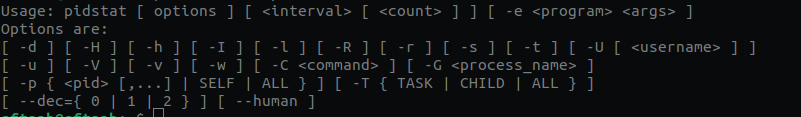 Usage: pidstat [ options ] [ <interval> [ <count> ] ] [ -e <program> <args> ]
Options are:
[ -d ] [ -H ] [ -h ] [ -I ] [ -l ] [ -R ] [ -r ] [ -s ] [ -t ] [ -U [ <username> ] ]
[ -u ] [ -V ] [ -v ] [ -w ] [ -C <command> ] [ -G <process_name> ]
[ -p { <pid> [,...] | SELF | ALL } ] [ -T { TASK | CHILD | ALL } ]
[ --dec={ 0 | 1 | 2 } ] [ --human ]